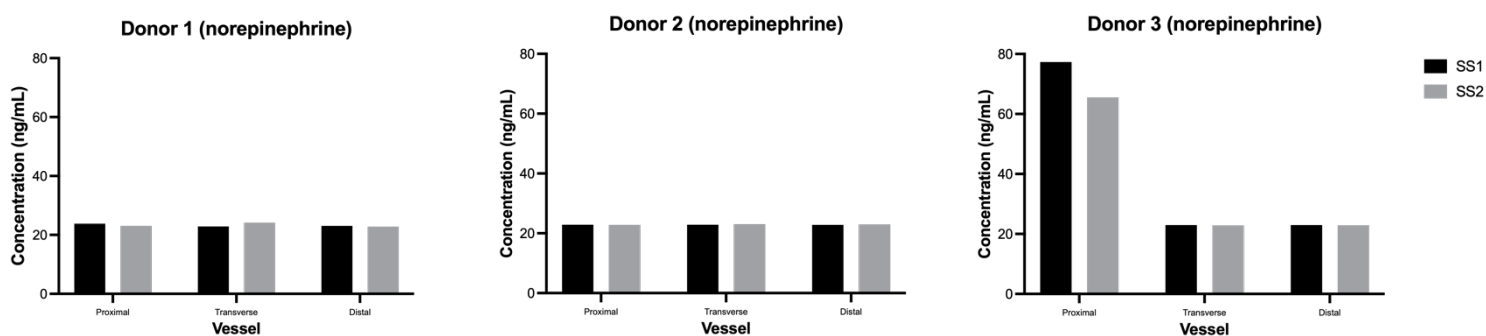 Donor 1 (norepinephrine)
Concentration (ng/mL)
80
60
40
20
0
Proximal Transverse Distal
Vessel
Donor 2 (norepinephrine)
Concentration (ng/mL)
80
60
40
20
0
Proximal Transverse Distal
Vessel
Donor 3 (norepinephrine)
Concentration (ng/mL)
80
60
40
20
0
Proximal Transverse Distal
Vessel
SS1
SS2